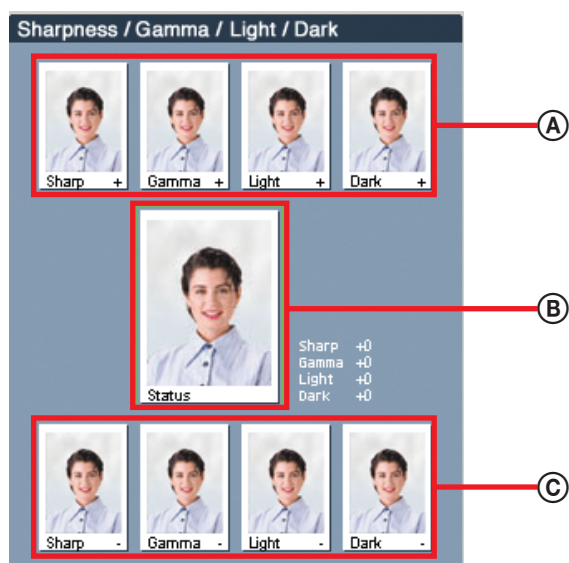 Sharpness / Gamma / Light / Dark
Sharp + Gamma + Light + Dark +
A
B
Sharp +0
Gamma +0
Light +0
Dark +0
Status
C
Sharp - Gamma - Light - Dark -